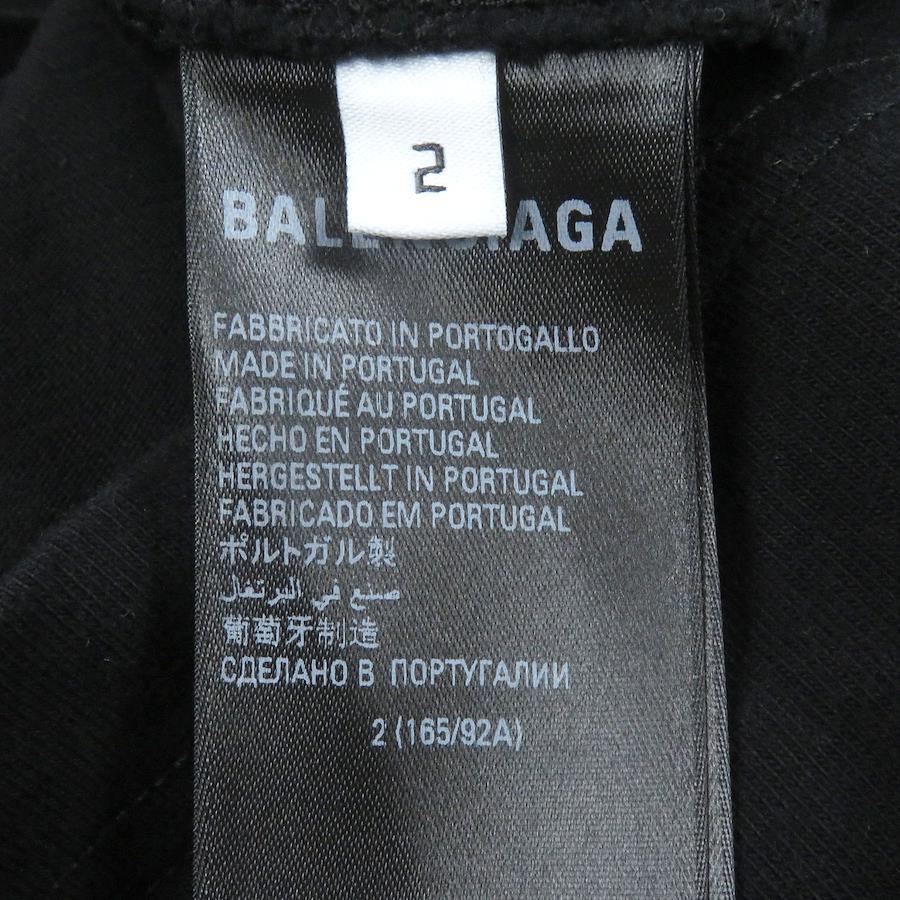 2
BALENCIAGA
FABBRICATO IN PORTOGALLO
MADE IN PORTUGAL
FABRIQUÉ AU PORTUGAL
HECHO EN PORTUGAL
HERGESTELLT IN PORTUGAL
FABRICADO EM PORTUGAL
ポルトガル製
صنع في البرتغال
葡萄牙制造
СДЕЛАНО В ПОРТУГАЛИИ
2 (165/92A)